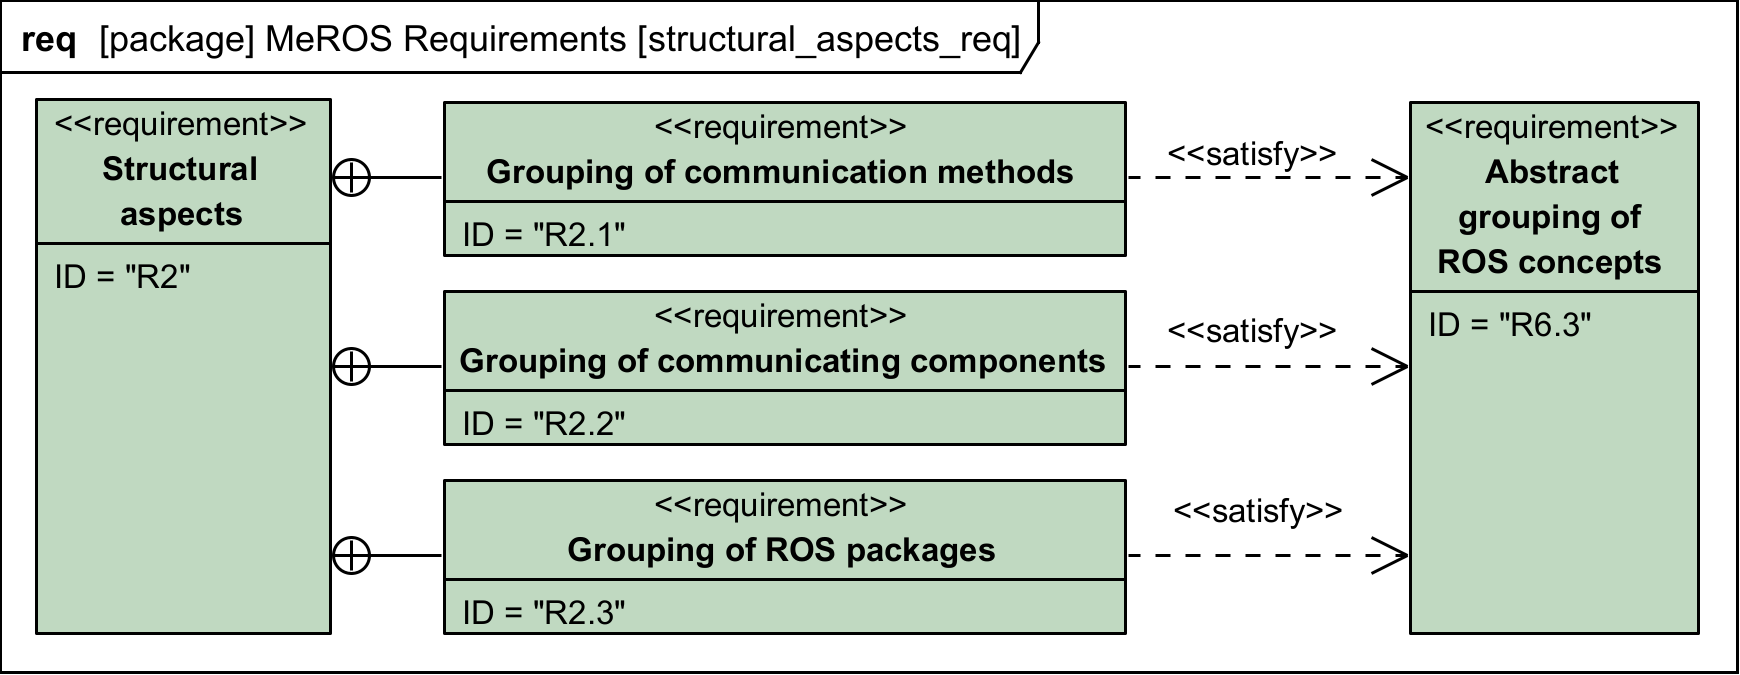 req [package] MeROS Requirements [structural_aspects_req]
<<requirement>>
Structural
aspects
ID = "R2"
<<requirement>>
Grouping of communication methods
ID = "R2.1"
<<satisfy>>
<<requirement>>
Grouping of communicating components
ID = "R2.2"
<<satisfy>>
<<requirement>>
Grouping of ROS packages
ID = "R2.3"
<<satisfy>>
<<requirement>>
Abstract
grouping of
ROS concepts
ID = "R6.3"